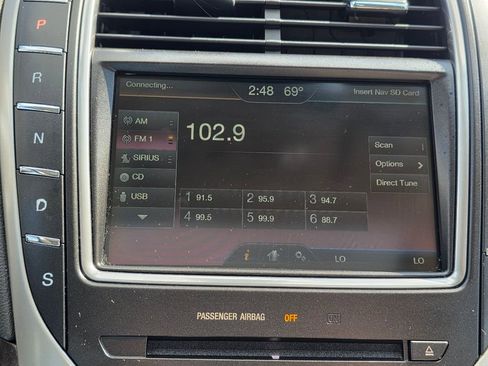 P
R
N
D
S
Connecting... 2:48 69° Insert Nav SD Card
AM
FM 1
SIRIUS
CD
USB
102.9
Scan
Options >
Direct Tune
1 91.5 2 95.9 3 94.7
4 99.5 5 99.9 6 88.7
i LO LO
PASSENGER AIRBAG OFF ON